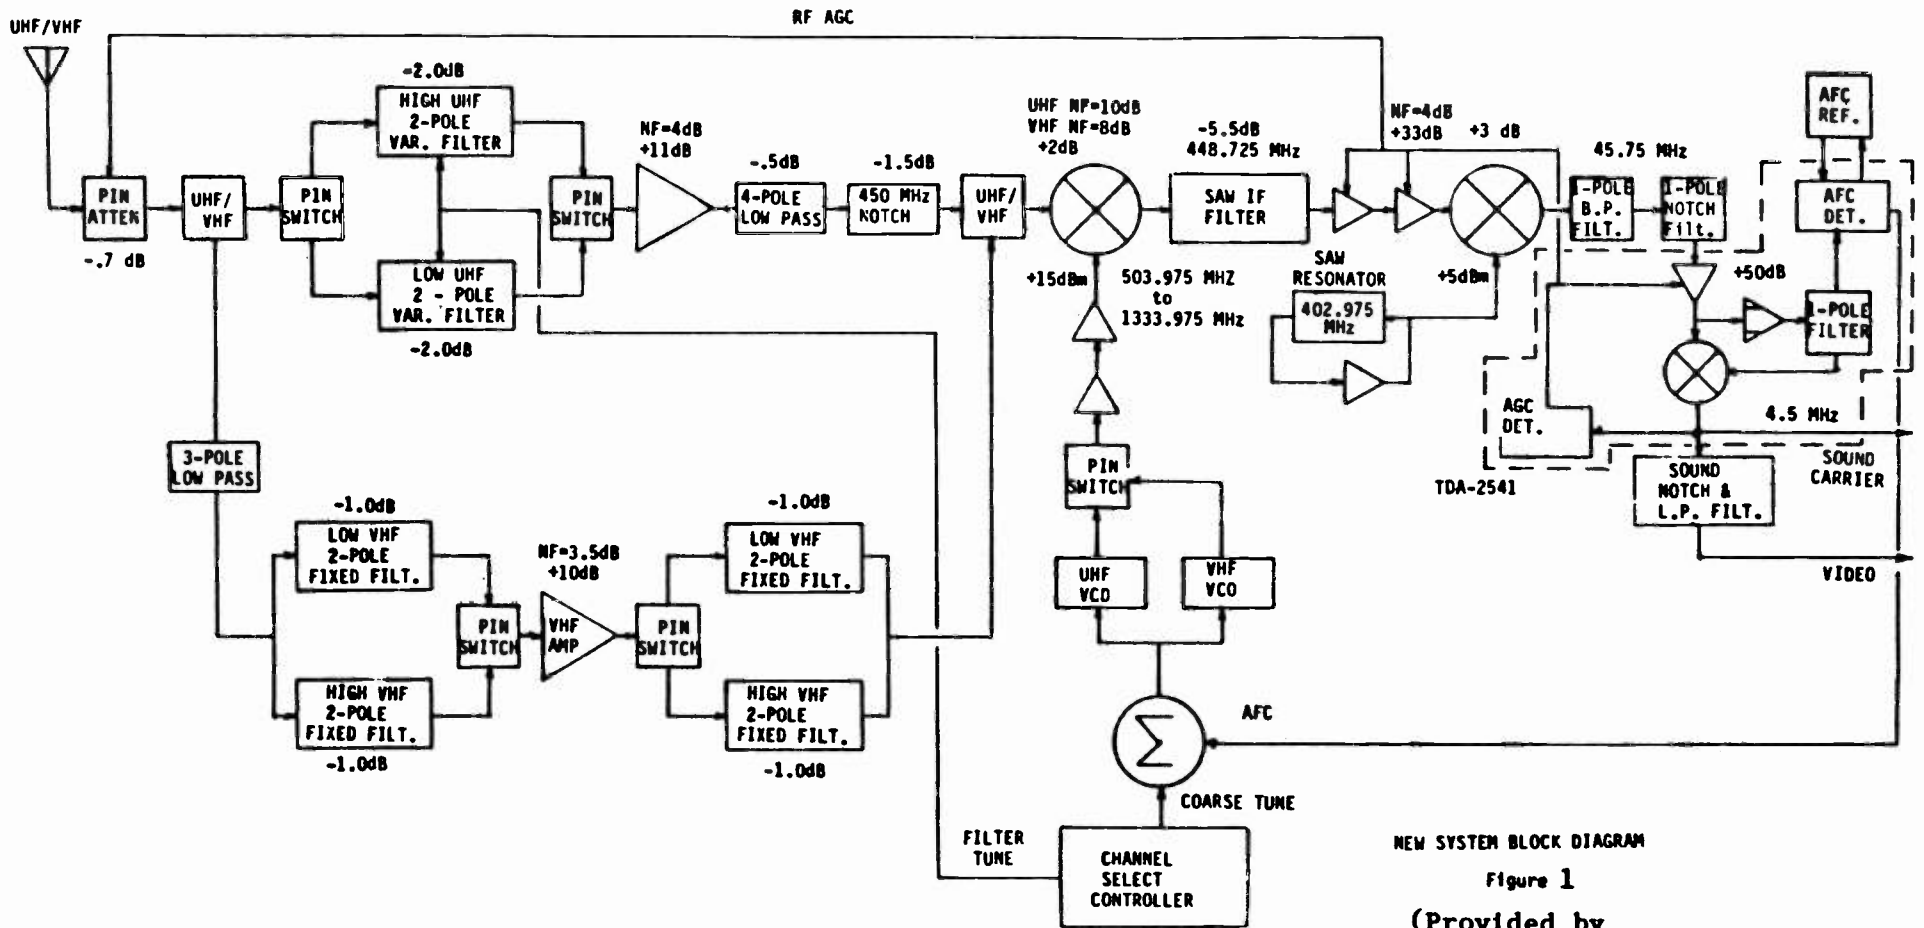 UHF/VHF
RF AGC
PIN
ATTEN
-.7 dB
UHF/
VHF
PIN
SWITCH
-2.0dB
HIGH UHF
2-POLE
VAR. FILTER
LOW UHF
2 - POLE
VAR. FILTER
-2.0dB
PIN
SWITCH
NF=4dB
+11dB
-.5dB
4-POLE
LOW PASS
-1.5dB
450 MHz
NOTCH
UHF/
VHF
UHF NF=10dB
VHF NF=8dB
+2dB
-5.5dB
448.725 MHz
SAW IF
FILTER
NF=4dB
+33dB
+3 dB
45.75 MHz
1-POLE
B.P.
FILT.
1-POLE
NOTCH
Filt.
AFC
REF.
AFC
DET.
+15dBm
503.975 MHZ
to
1333.975 MHz
SAW
RESONATOR
402.975
MHz
+5dBm
+50dB
1-POLE
FILTER
AGC
DET.
4.5 MHz
TDA-2541
SOUND
CARRIER
SOUND
NOTCH &
L.P. FILT.
VIDEO
3-POLE
LOW PASS
-1.0dB
LOW VHF
2-POLE
FIXED FILT.
HIGH VHF
2-POLE
FIXED FILT.
-1.0dB
PIN
SWITCH
NF=3.5dB
+10dB
VHF
AMP
PIN
SWITCH
-1.0dB
LOW VHF
2-POLE
FIXED FILT.
HIGH VHF
2-POLE
FIXED FILT.
-1.0dB
PIN
SWITCH
UHF
VCO
VHF
VCO
Σ
AFC
COARSE TUNE
FILTER
TUNE
CHANNEL
SELECT
CONTROLLER
NEW SYSTEM BLOCK DIAGRAM
Figure 1
(Provided by